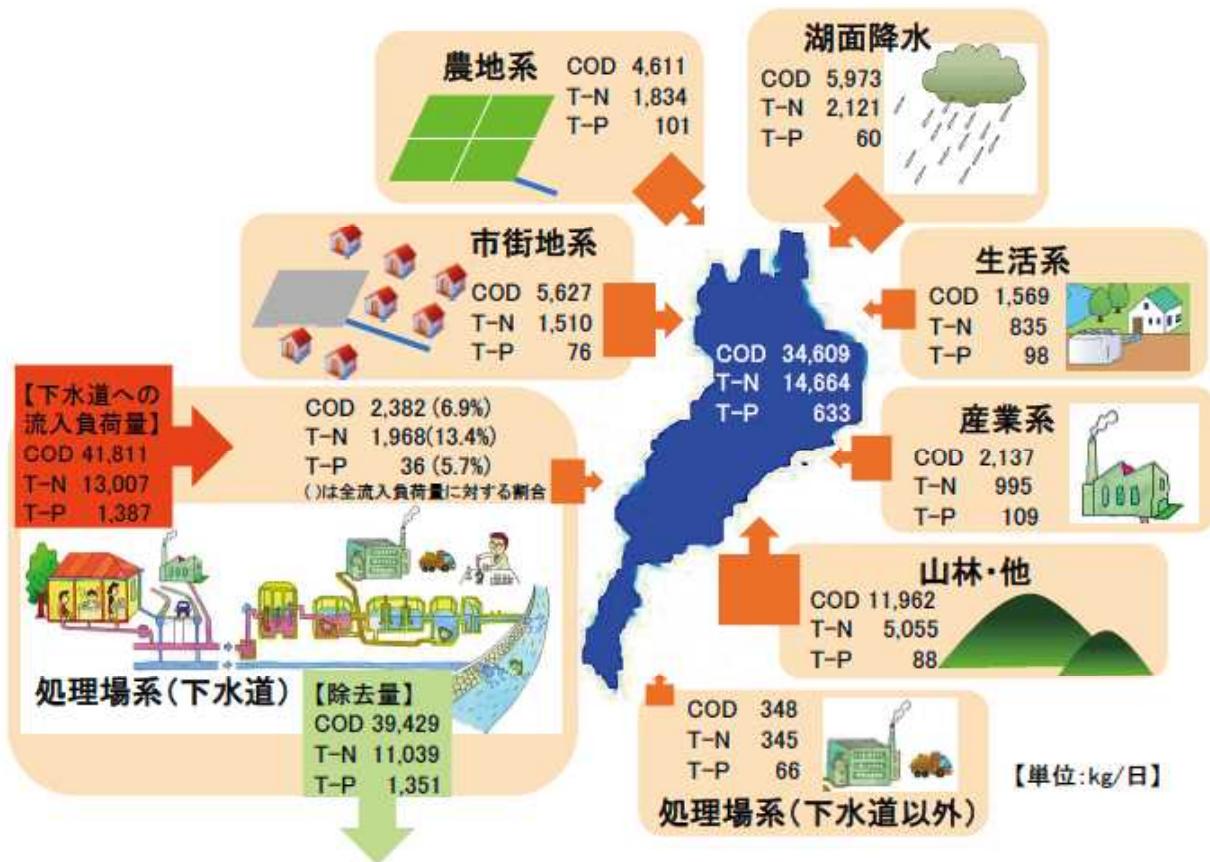 農地系
COD 4,611
T-N 1,834
T-P 101
湖面降水
COD 5,973
T-N 2,121
T-P 60
市街地系
COD 5,627
T-N 1,510
T-P 76
生活系
COD 1,569
T-N 835
T-P 98
COD 34,609
T-N 14,664
T-P 633
【下水道への
流入負荷量】
COD 41,811
T-N 13,007
T-P 1,387
COD 2,382 (6.9%)
T-N 1,968(13.4%)
T-P 36 (5.7%)
( )は全流入負荷量に対する割合
産業系
COD 2,137
T-N 995
T-P 109
山林・他
COD 11,962
T-N 5,055
T-P 88
処理場系(下水道)
【除去量】
COD 39,429
T-N 11,039
T-P 1,351
COD 348
T-N 345
T-P 66
処理場系(下水道以外)
【単位:kg/日】